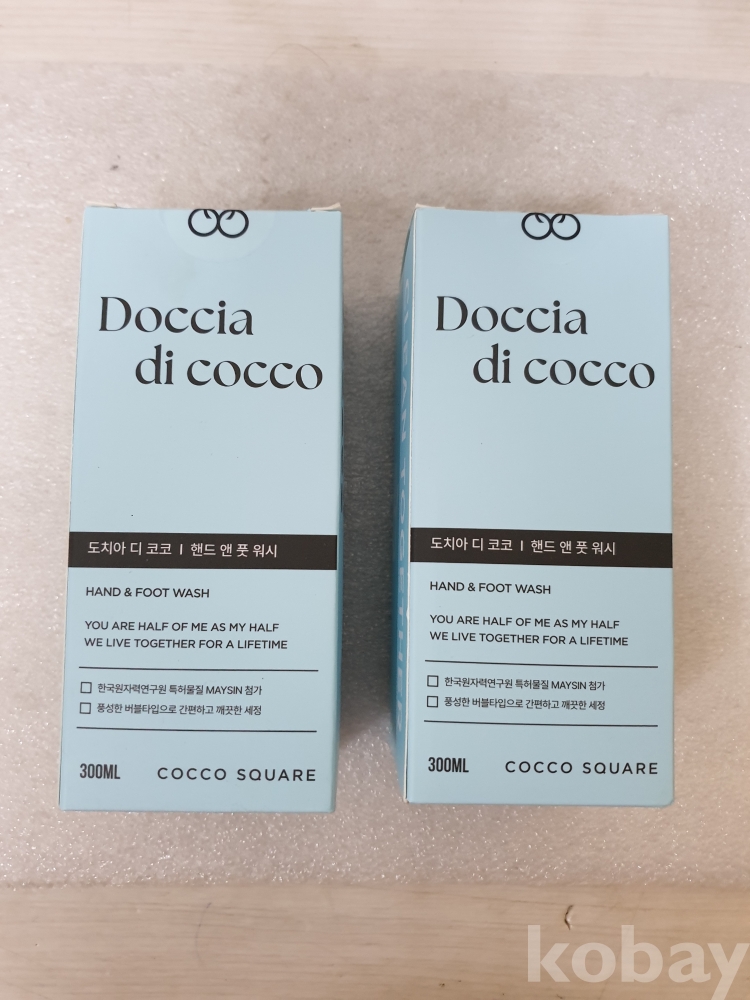 Doccia
di cocco
도치아 디 코코 | 핸드 앤 풋 워시
HAND & FOOT WASH
YOU ARE HALF OF ME AS MY HALF
WE LIVE TOGETHER FOR A LIFETIME
한국원자력연구원 특허물질 MAYSIN 첨가
풍성한 버블타입으로 간편하고 깨끗한 세정
300ML COCCO SQUARE
Doccia
di cocco
도치아 디 코코 | 핸드 앤 풋 워시
HAND & FOOT WASH
YOU ARE HALF OF ME AS MY HALF
WE LIVE TOGETHER FOR A LIFETIME
한국원자력연구원 특허물질 MAYSIN 첨가
풍성한 버블타입으로 간편하고 깨끗한 세정
300ML COCCO SQUARE
kobay